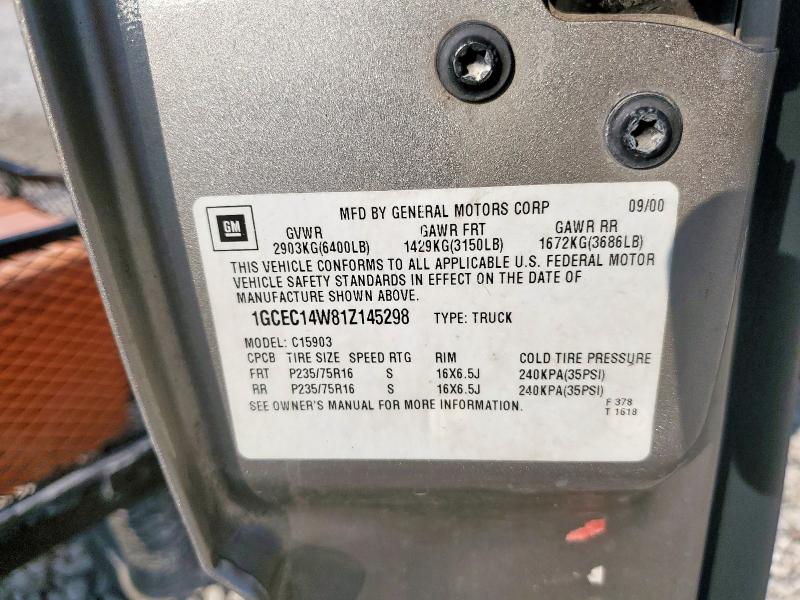 GM
MFD BY GENERAL MOTORS CORP 09/00
GVWR GAWR FRT GAWR RR
2903KG(6400LB) 1429KG(3150LB) 1672KG(3686LB)
THIS VEHICLE CONFORMS TO ALL APPLICABLE U.S. FEDERAL MOTOR
VEHICLE SAFETY STANDARDS IN EFFECT ON THE DATE OF
MANUFACTURE SHOWN ABOVE.
1GCEC14W81Z145298 TYPE: TRUCK
MODEL: C15903
CPCB TIRE SIZE SPEED RTG RIM COLD TIRE PRESSURE
FRT P235/75R16 S 16X6.5J 240KPA(35PSI)
RR P235/75R16 S 16X6.5J 240KPA(35PSI)
SEE OWNER'S MANUAL FOR MORE INFORMATION. F 378
T 1618